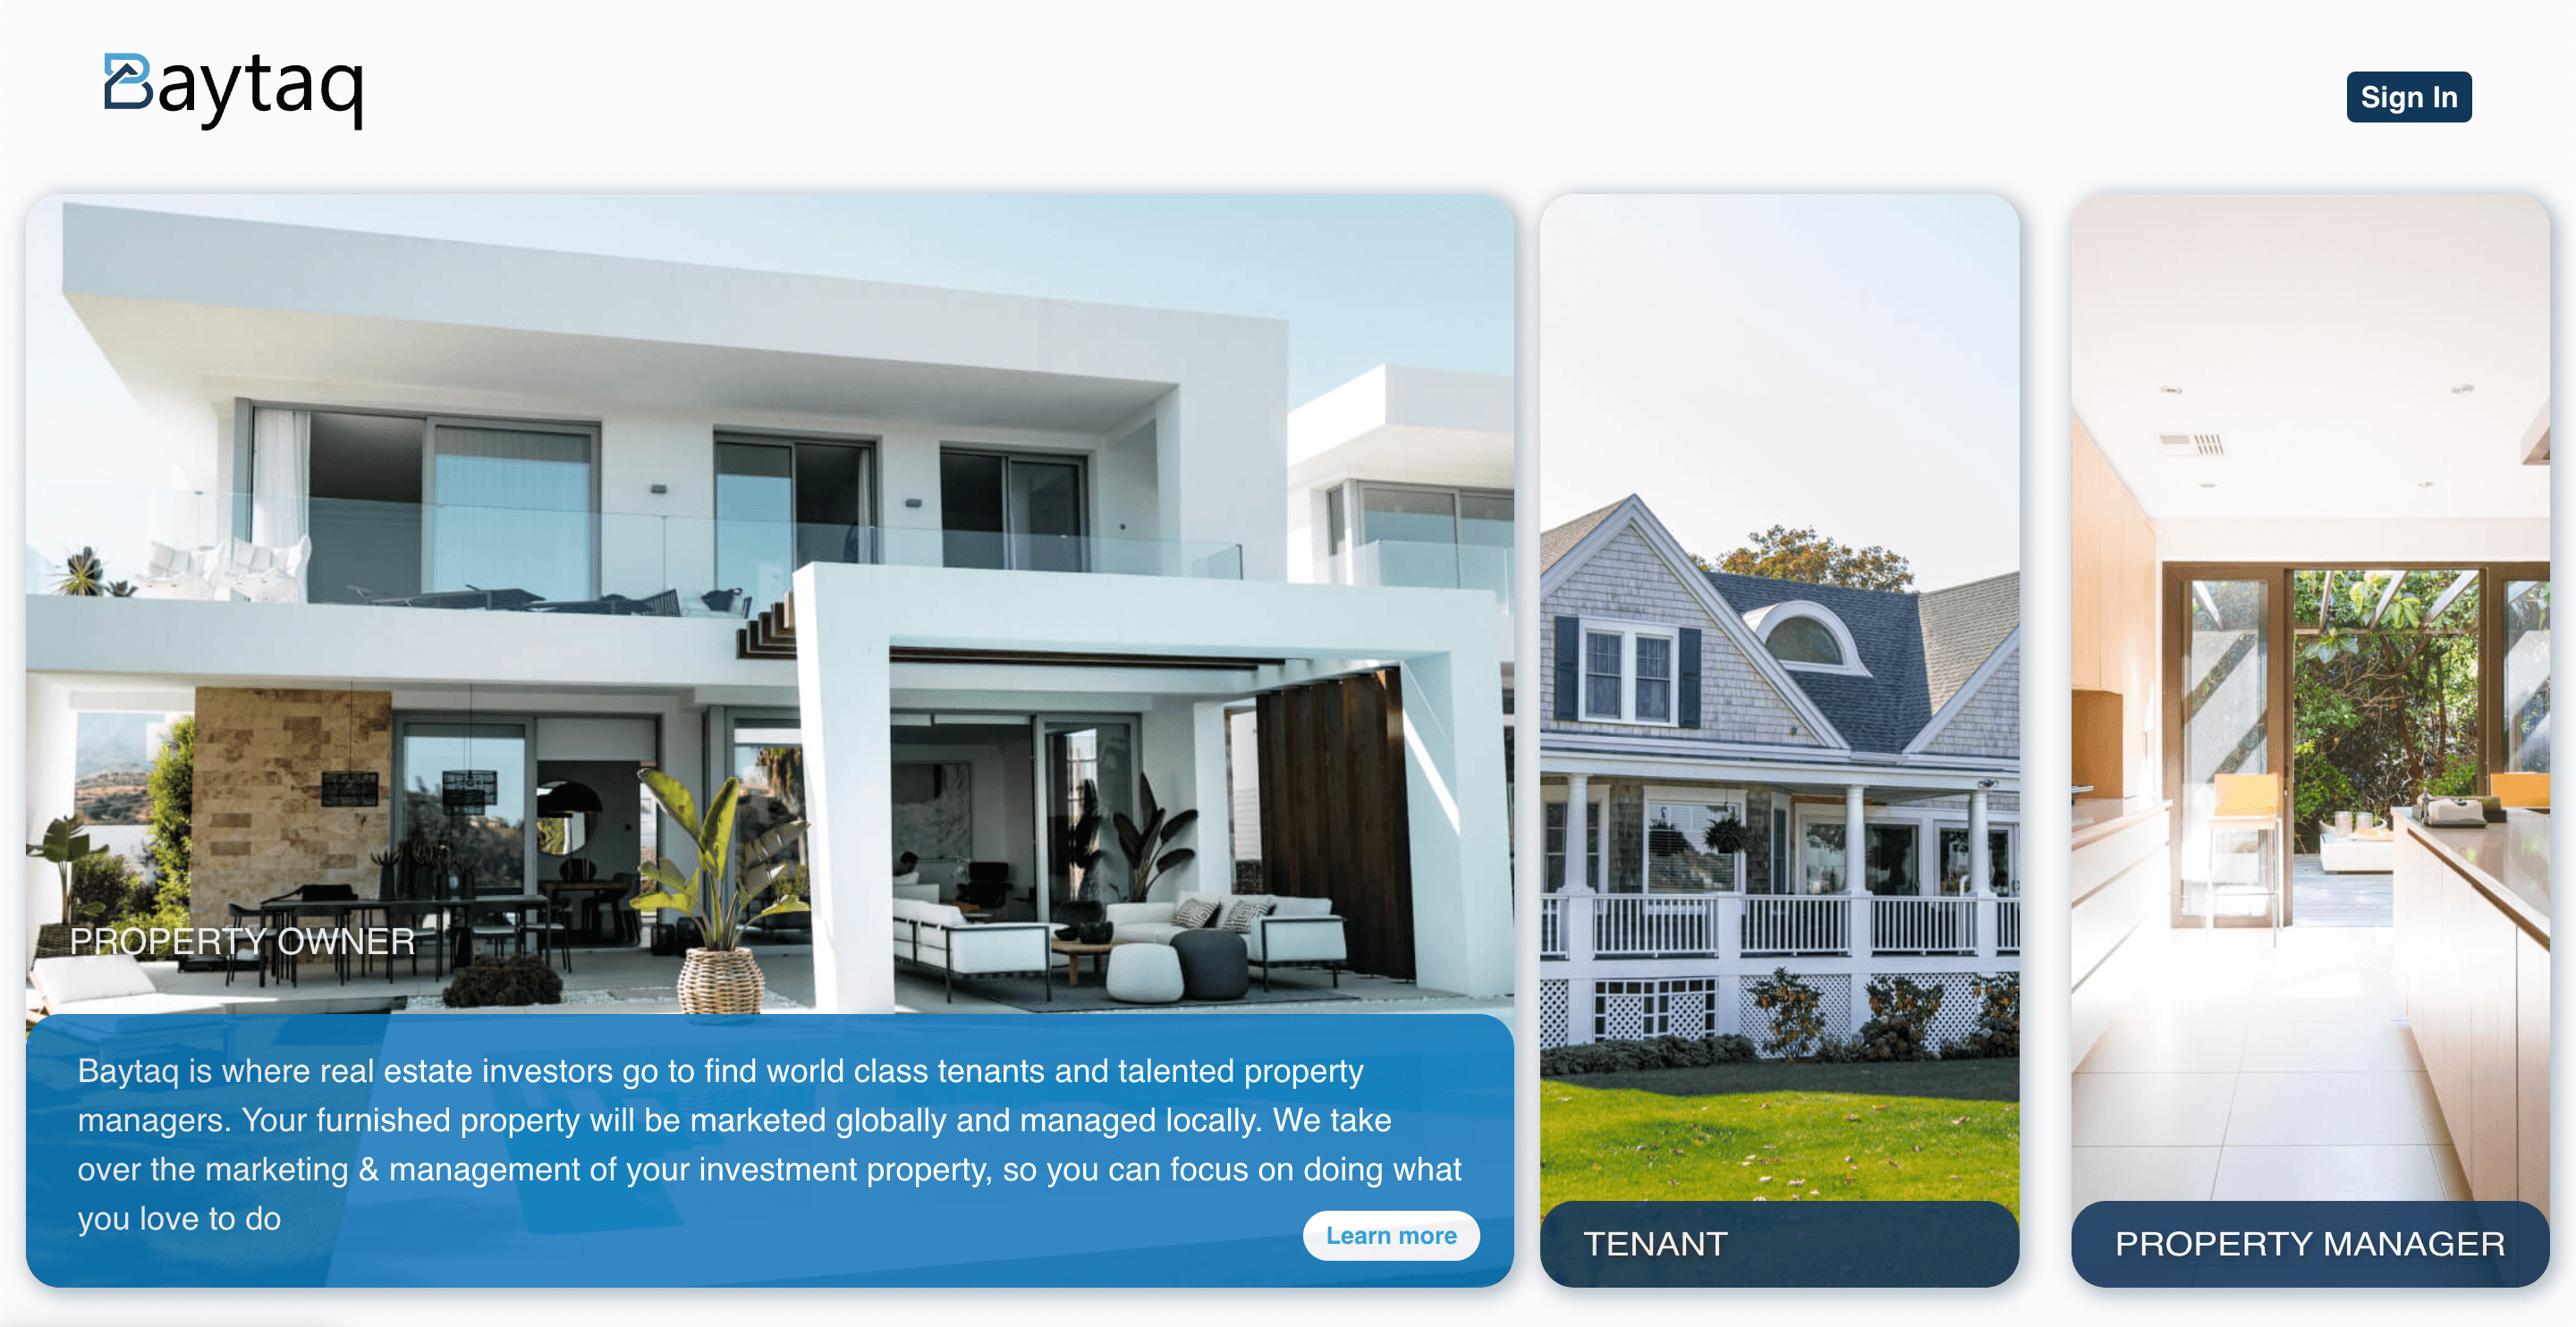 Baytaq
Sign In
PROPERTY OWNER
Baytaq is where real estate investors go to find world class tenants and talented property
managers. Your furnished property will be marketed globally and managed locally. We take
over the marketing & management of your investment property, so you can focus on doing what
you love to do
Learn more
TENANT
PROPERTY MANAGER